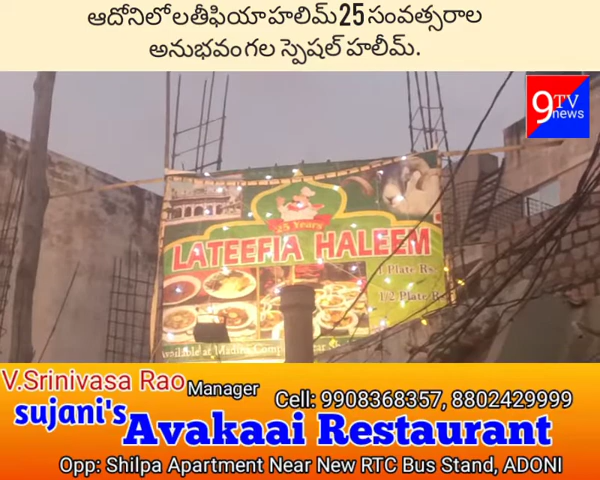 ఆదోనిలో లతీఫియా హలిమ్ 25 సంవత్సరాల
అనుభవం గల స్పెషల్ హలీమ్.
9TV
news
25 Years
LATEEFIA HALEEM
1 Plate Rs
1/2 Plate R
V.Srinivasa Rao Manager
Cell: 9908368357, 8802429999
sujani's Avakaai Restaurant
Opp: Shilpa Apartment Near New RTC Bus Stand, ADONI